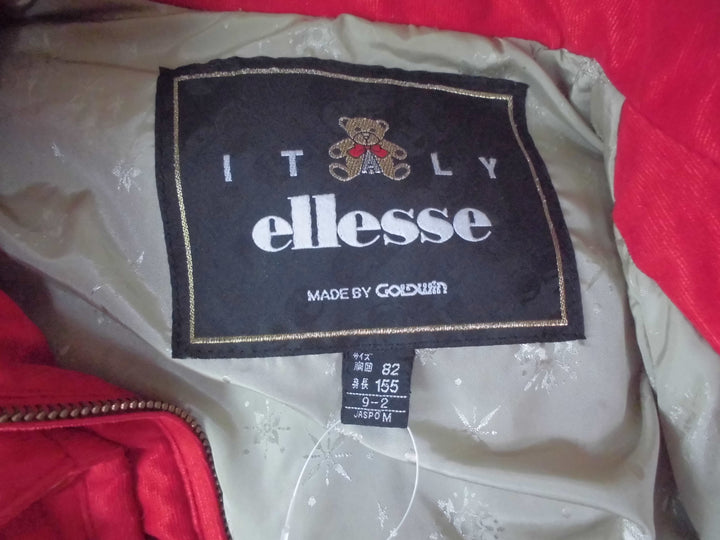 ITALY
ellesse
MADE BY GOLDWIN
サイズ
胸囲 82
身長 155
9-2
JASPO M